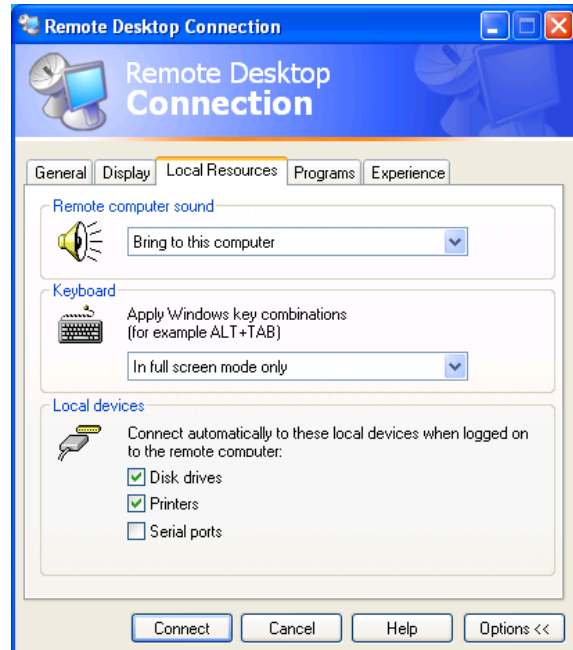 Remote Desktop Connection
Remote Desktop
Connection
General Display Local Resources Programs Experience
Remote computer sound
Bring to this computer
Keyboard
Apply Windows key combinations
(for example ALT+TAB)
In full screen mode only
Local devices
Connect automatically to these local devices when logged on
to the remote computer:
Disk drives
Printers
Serial ports
Connect Cancel Help Options <<